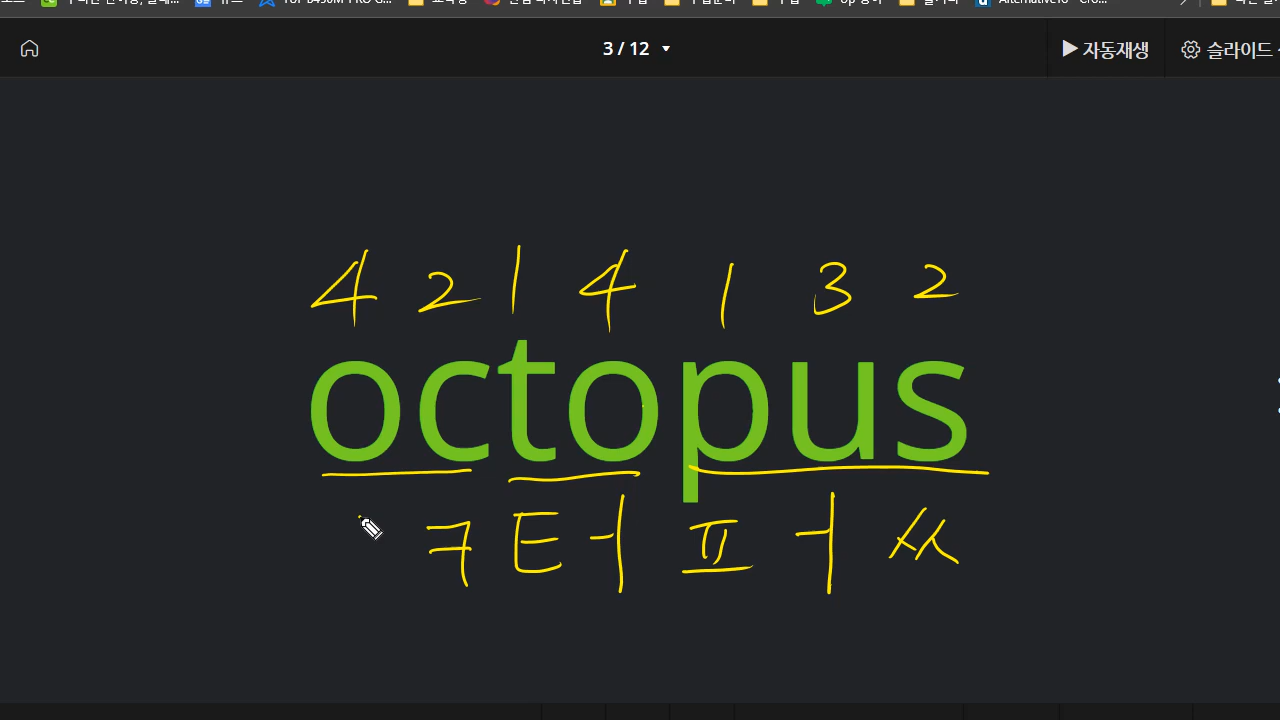 3 / 12
자동재생
슬라이드
4 2 1 4 1 3 2
octopus
ㅋ ㅌ ㅓ ㅍ ㅓ ㅆ